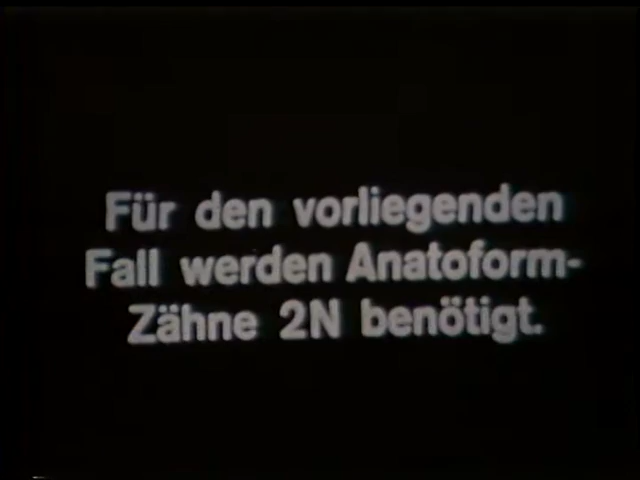 Für den vorliegenden
Fall werden Anatoform-
Zähne 2N benötigt.